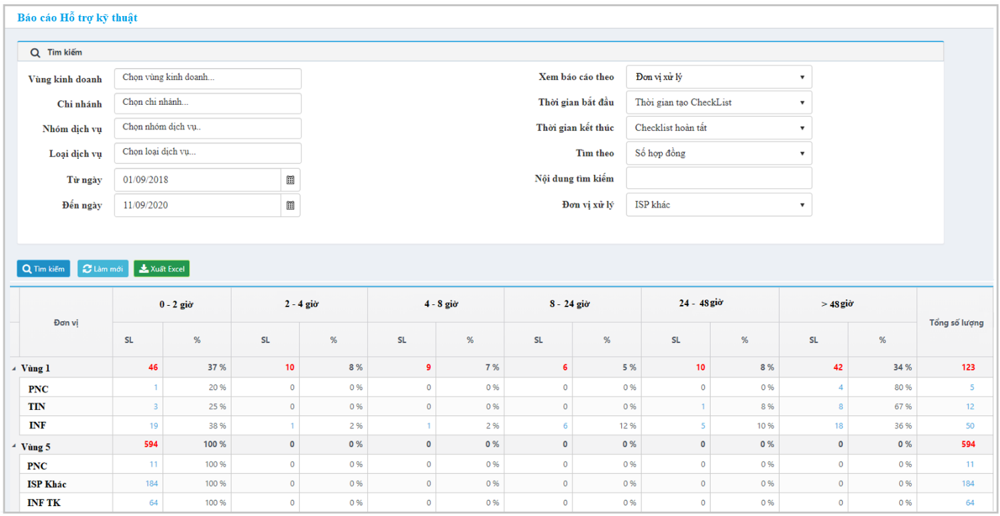 Báo cáo Hỗ trợ kỹ thuật
Tìm kiếm
Vùng kinh doanh Chọn vùng kinh doanh... Xem báo cáo theo Đơn vị xử lý
Chi nhánh Chọn chi nhánh... Thời gian bắt đầu Thời gian tạo CheckList
Nhóm dịch vụ Chọn nhóm dịch vụ.. Thời gian kết thúc Checklist hoàn tất
Loại dịch vụ Chọn loại dịch vụ... Tìm theo Số hợp đồng
Từ ngày 01/09/2018 Nội dung tìm kiếm
Đến ngày 11/09/2020 Đơn vị xử lý ISP khác
Tìm kiếm Làm mới Xuất Excel
Đơn vị 0 - 2 giờ 2 - 4 giờ 4 - 8 giờ 8 - 24 giờ 24 - 48 giờ > 48 giờ Tổng số lượng
SL % SL % SL % SL % SL % SL %
Vùng 1 46 37 % 10 8 % 9 7 % 6 5 % 10 8 % 42 34 % 123
PNC 1 20 % 0 0 % 0 0 % 0 0 % 0 0 % 4 80 % 5
TIN 3 25 % 0 0 % 0 0 % 0 0 % 1 8 % 8 67 % 12
INF 19 38 % 1 2 % 1 2 % 6 12 % 5 10 % 18 36 % 50
Vùng 5 594 100 % 0 0 % 0 0 % 0 0 % 0 0 % 0 0 % 594
PNC 11 100 % 0 0 % 0 0 % 0 0 % 0 0 % 0 0 % 11
ISP Khác 184 100 % 0 0 % 0 0 % 0 0 % 0 0 % 0 0 % 184
INF TK 64 100 % 0 0 % 0 0 % 0 0 % 0 0 % 0 0 % 64